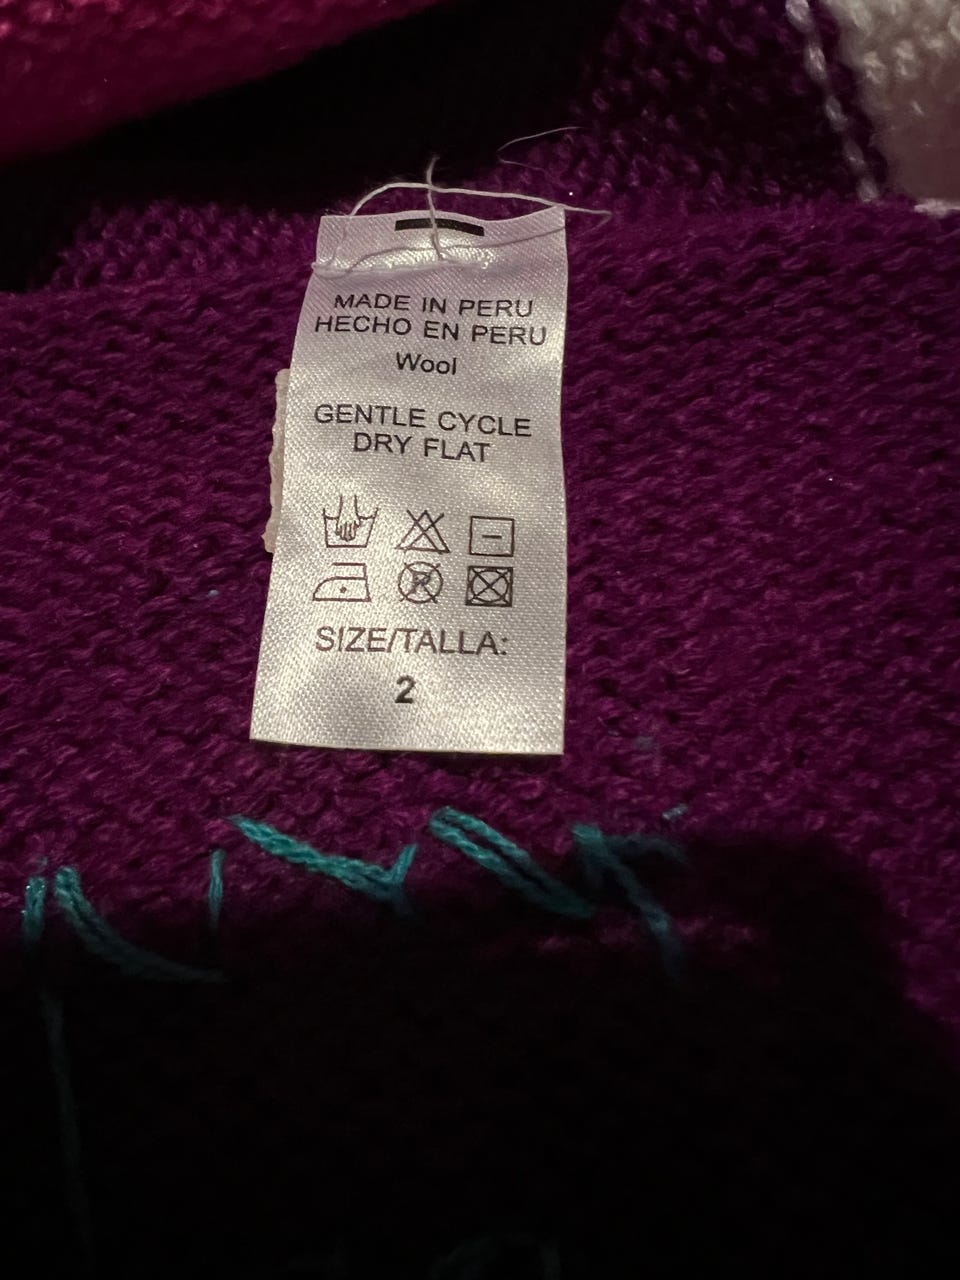 MADE IN PERU
HECHO EN PERU
Wool
GENTLE CYCLE
DRY FLAT
R
SIZE/TALLA:
2